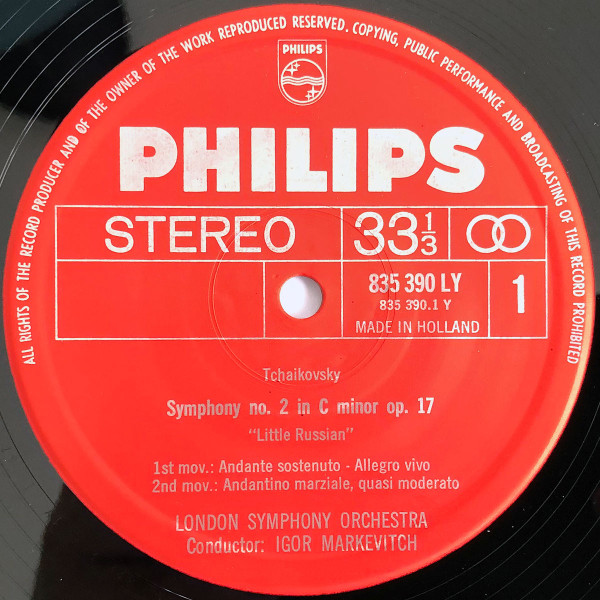 ALL RIGHTS OF THE RECORD PRODUCER AND OF THE OWNER OF THE WORK REPRODUCED RESERVED. COPYING, PUBLIC PERFORMANCE AND BROADCASTING OF THIS RECORD PROHIBITED
PHILIPS
PHILIPS
STEREO 33 1/3
835 390 LY 1
835 390.1 Y
MADE IN HOLLAND
Tchaikovsky
Symphony no. 2 in C minor op. 17
"Little Russian"
1st mov.: Andante sostenuto - Allegro vivo
2nd mov.: Andantino marziale, quasi moderato
LONDON SYMPHONY ORCHESTRA
Conductor: IGOR MARKEVITCH